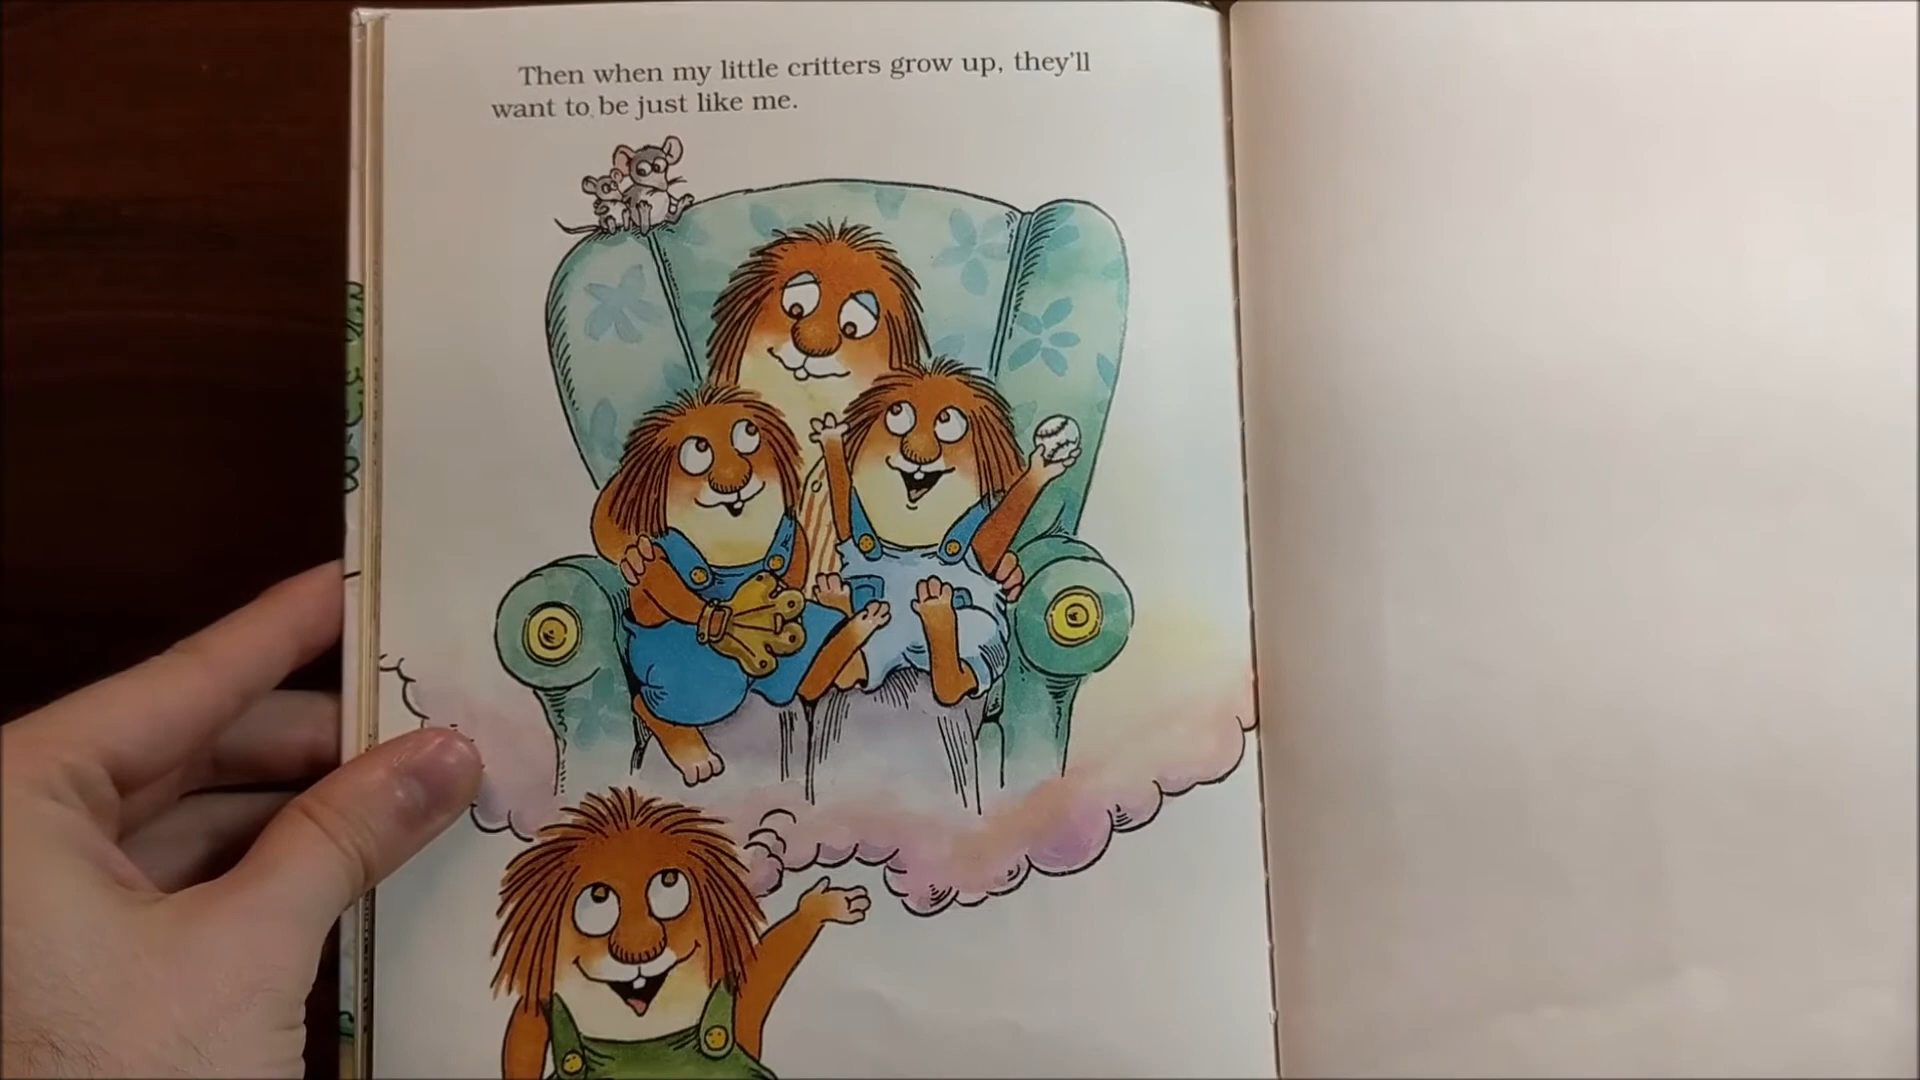 Then when my little critters grow up, they'll
want to be just like me.